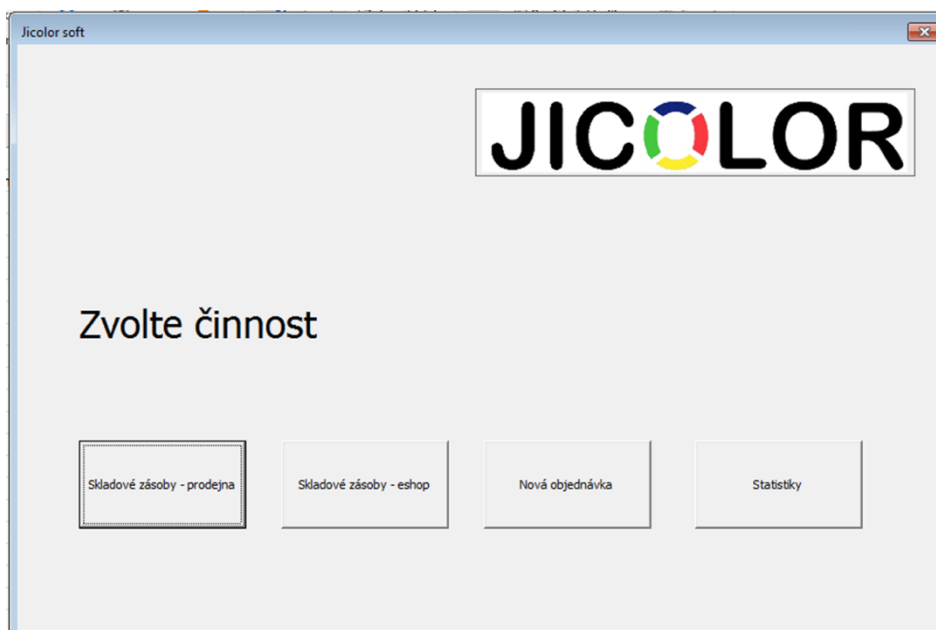 Jicolor soft
JICOLOR
Zvolte činnost
Skladové zásoby - prodejna
Skladové zásoby - eshop
Nová objednávka
Statistiky